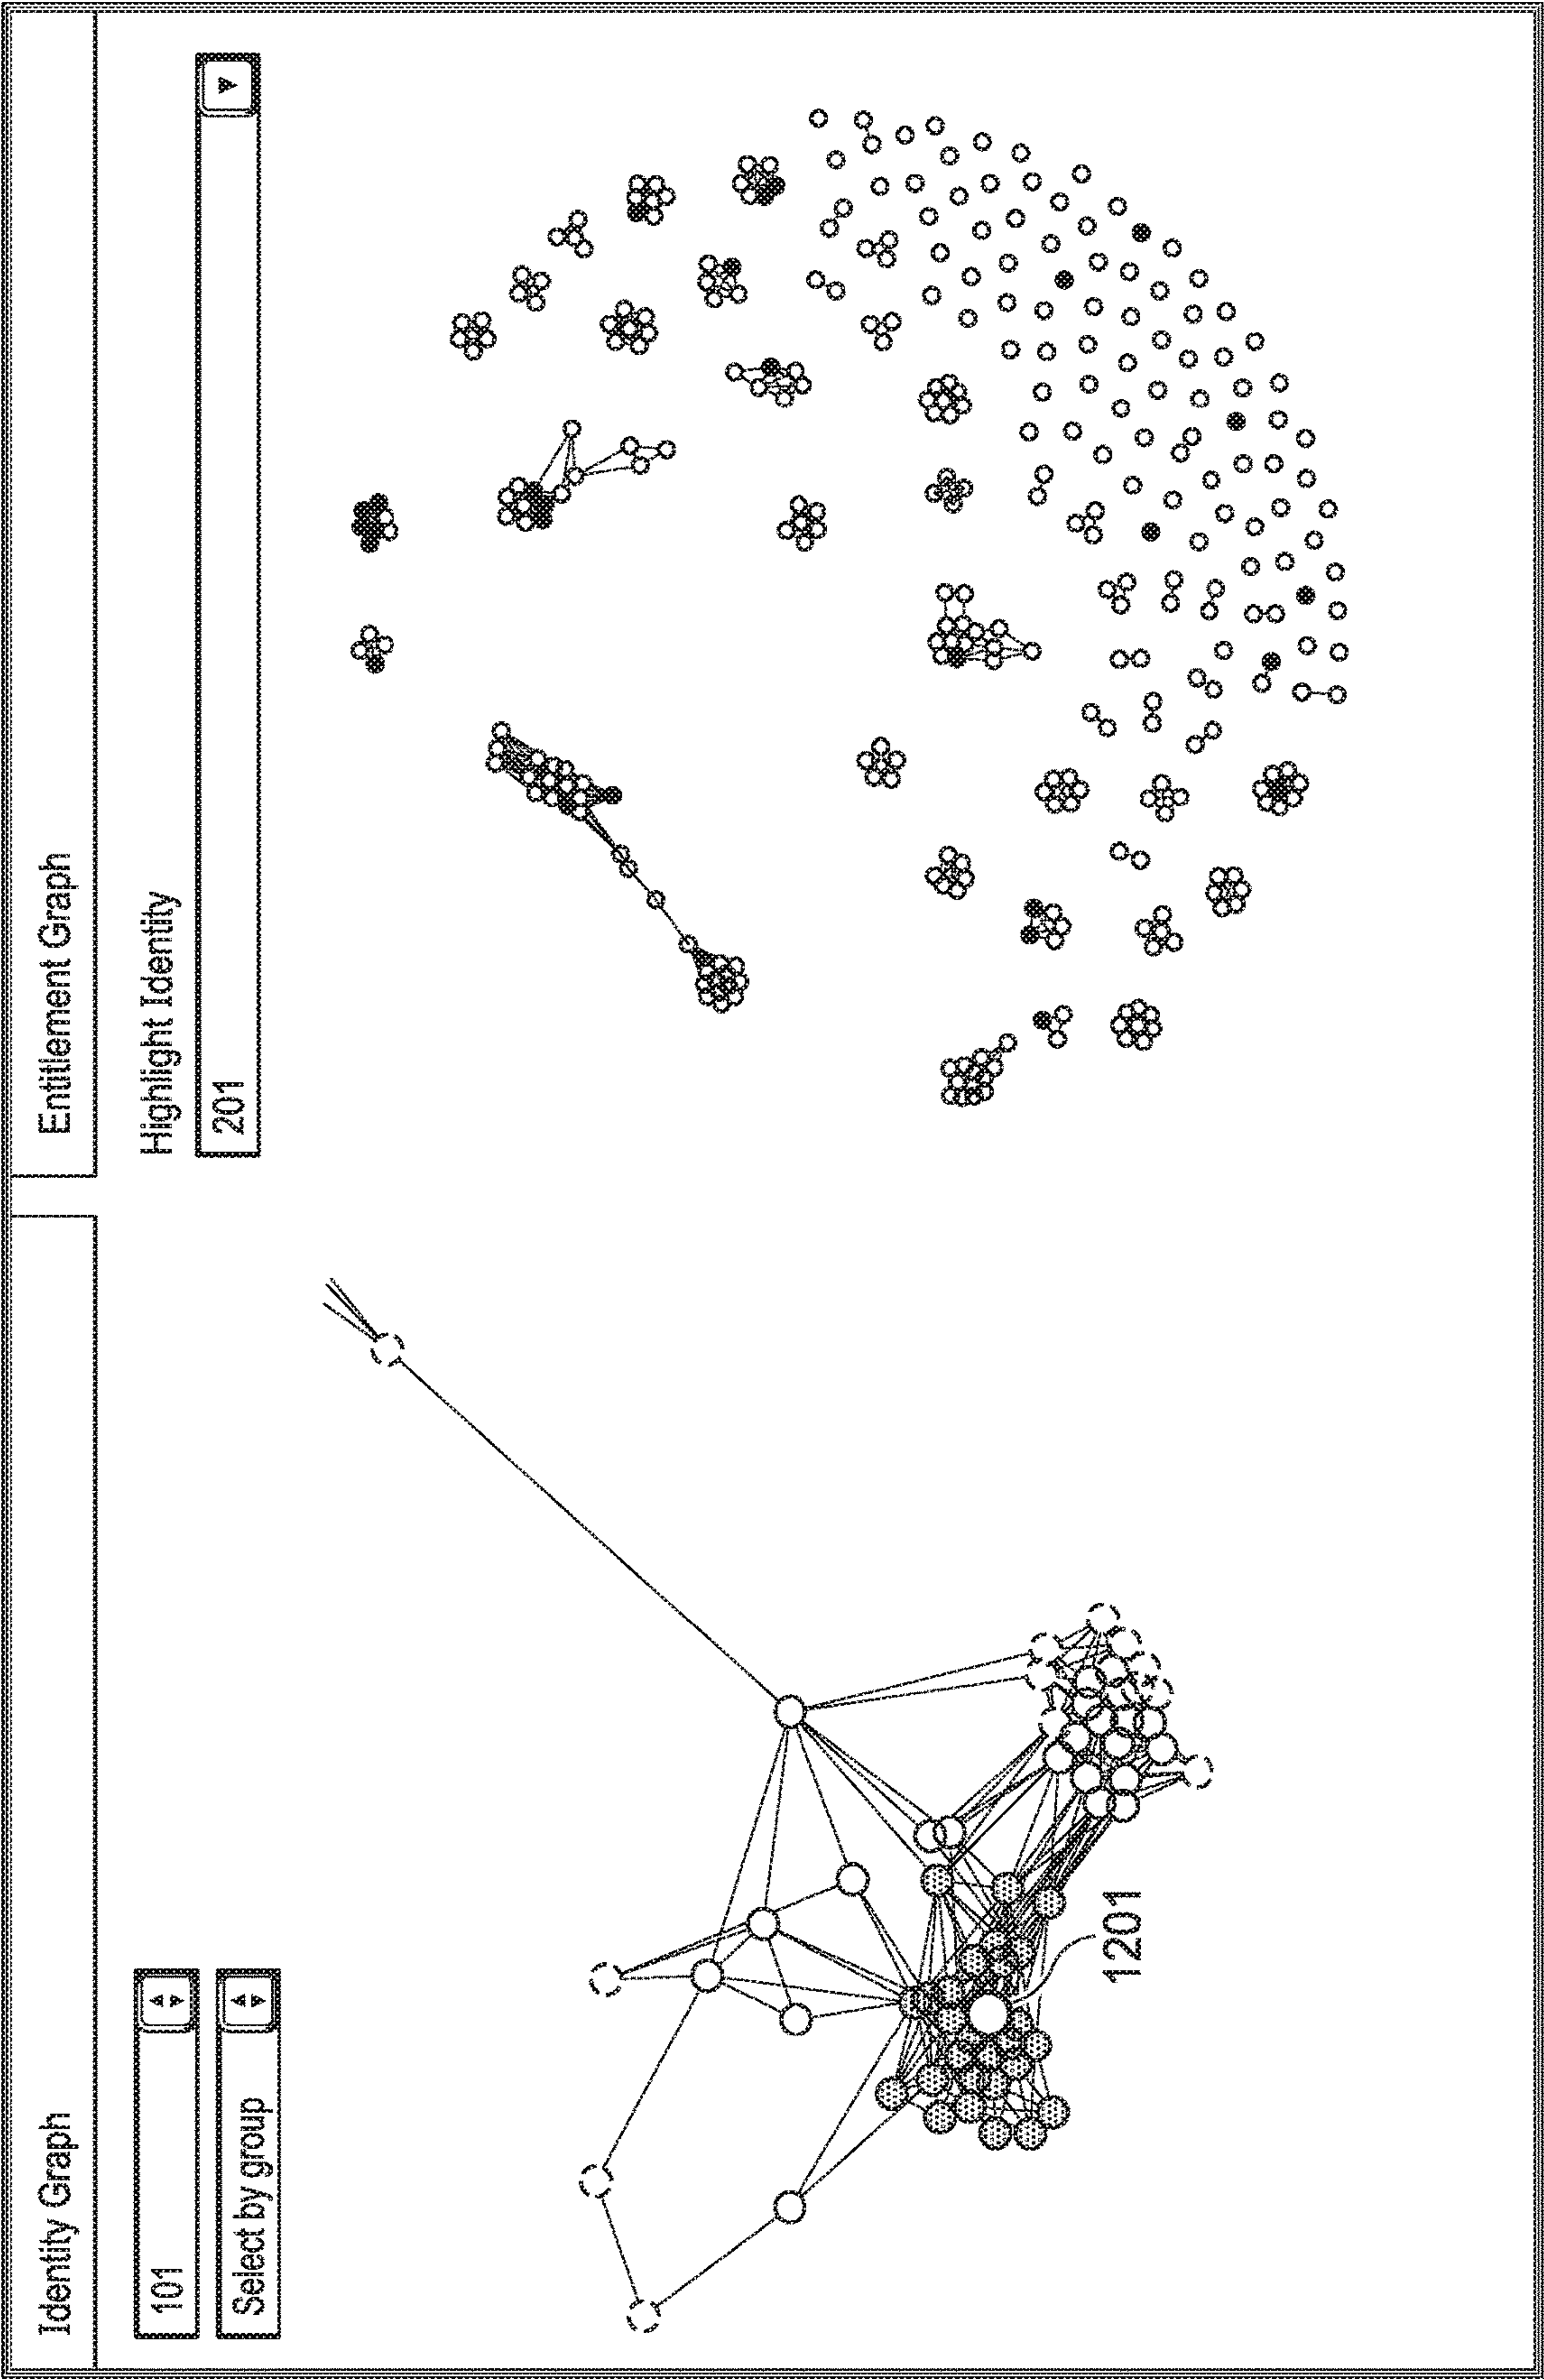 Identity Graph
Entitlement Graph
101
Select by group
Highlight Identity
201
1201